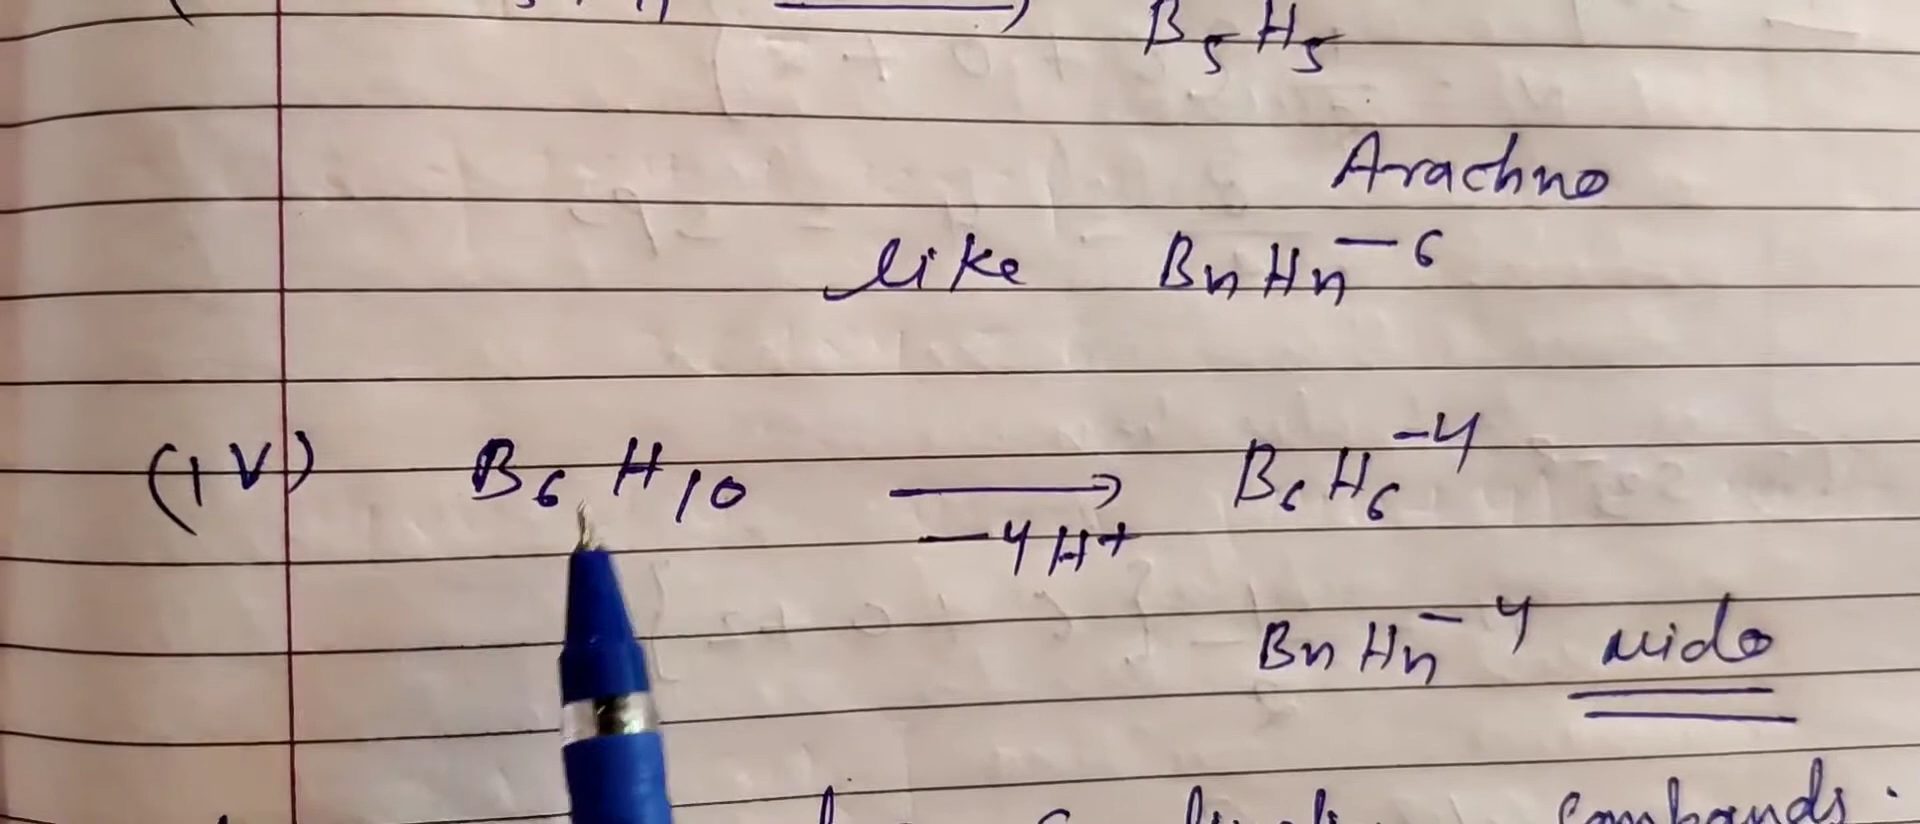 B5H5
Arachno
like BnHn^-6
(IV) B6H10 ⟶ B6H6^-4
-4H+
BnHn^-4 nido